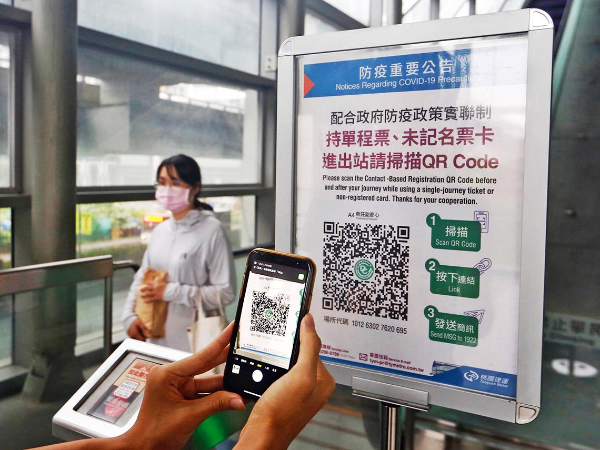 防疫重要公告
Notices Regarding COVID-19 Precautions
配合政府防疫政策實聯制
持單程票、未記名票卡
進出站請掃描QR Code
Please scan the Contact -Based Registration QR Code before
and after your journey while using a single-journey ticket or
non-registered card. Thanks for your cooperation.
A4
場所代碼 1012 6302 7620 695
1 掃描
Scan QR Code
2 按下連結
Link
3 發送簡訊
Send MSG to 1922
桃園捷運
Taoyuan Metro